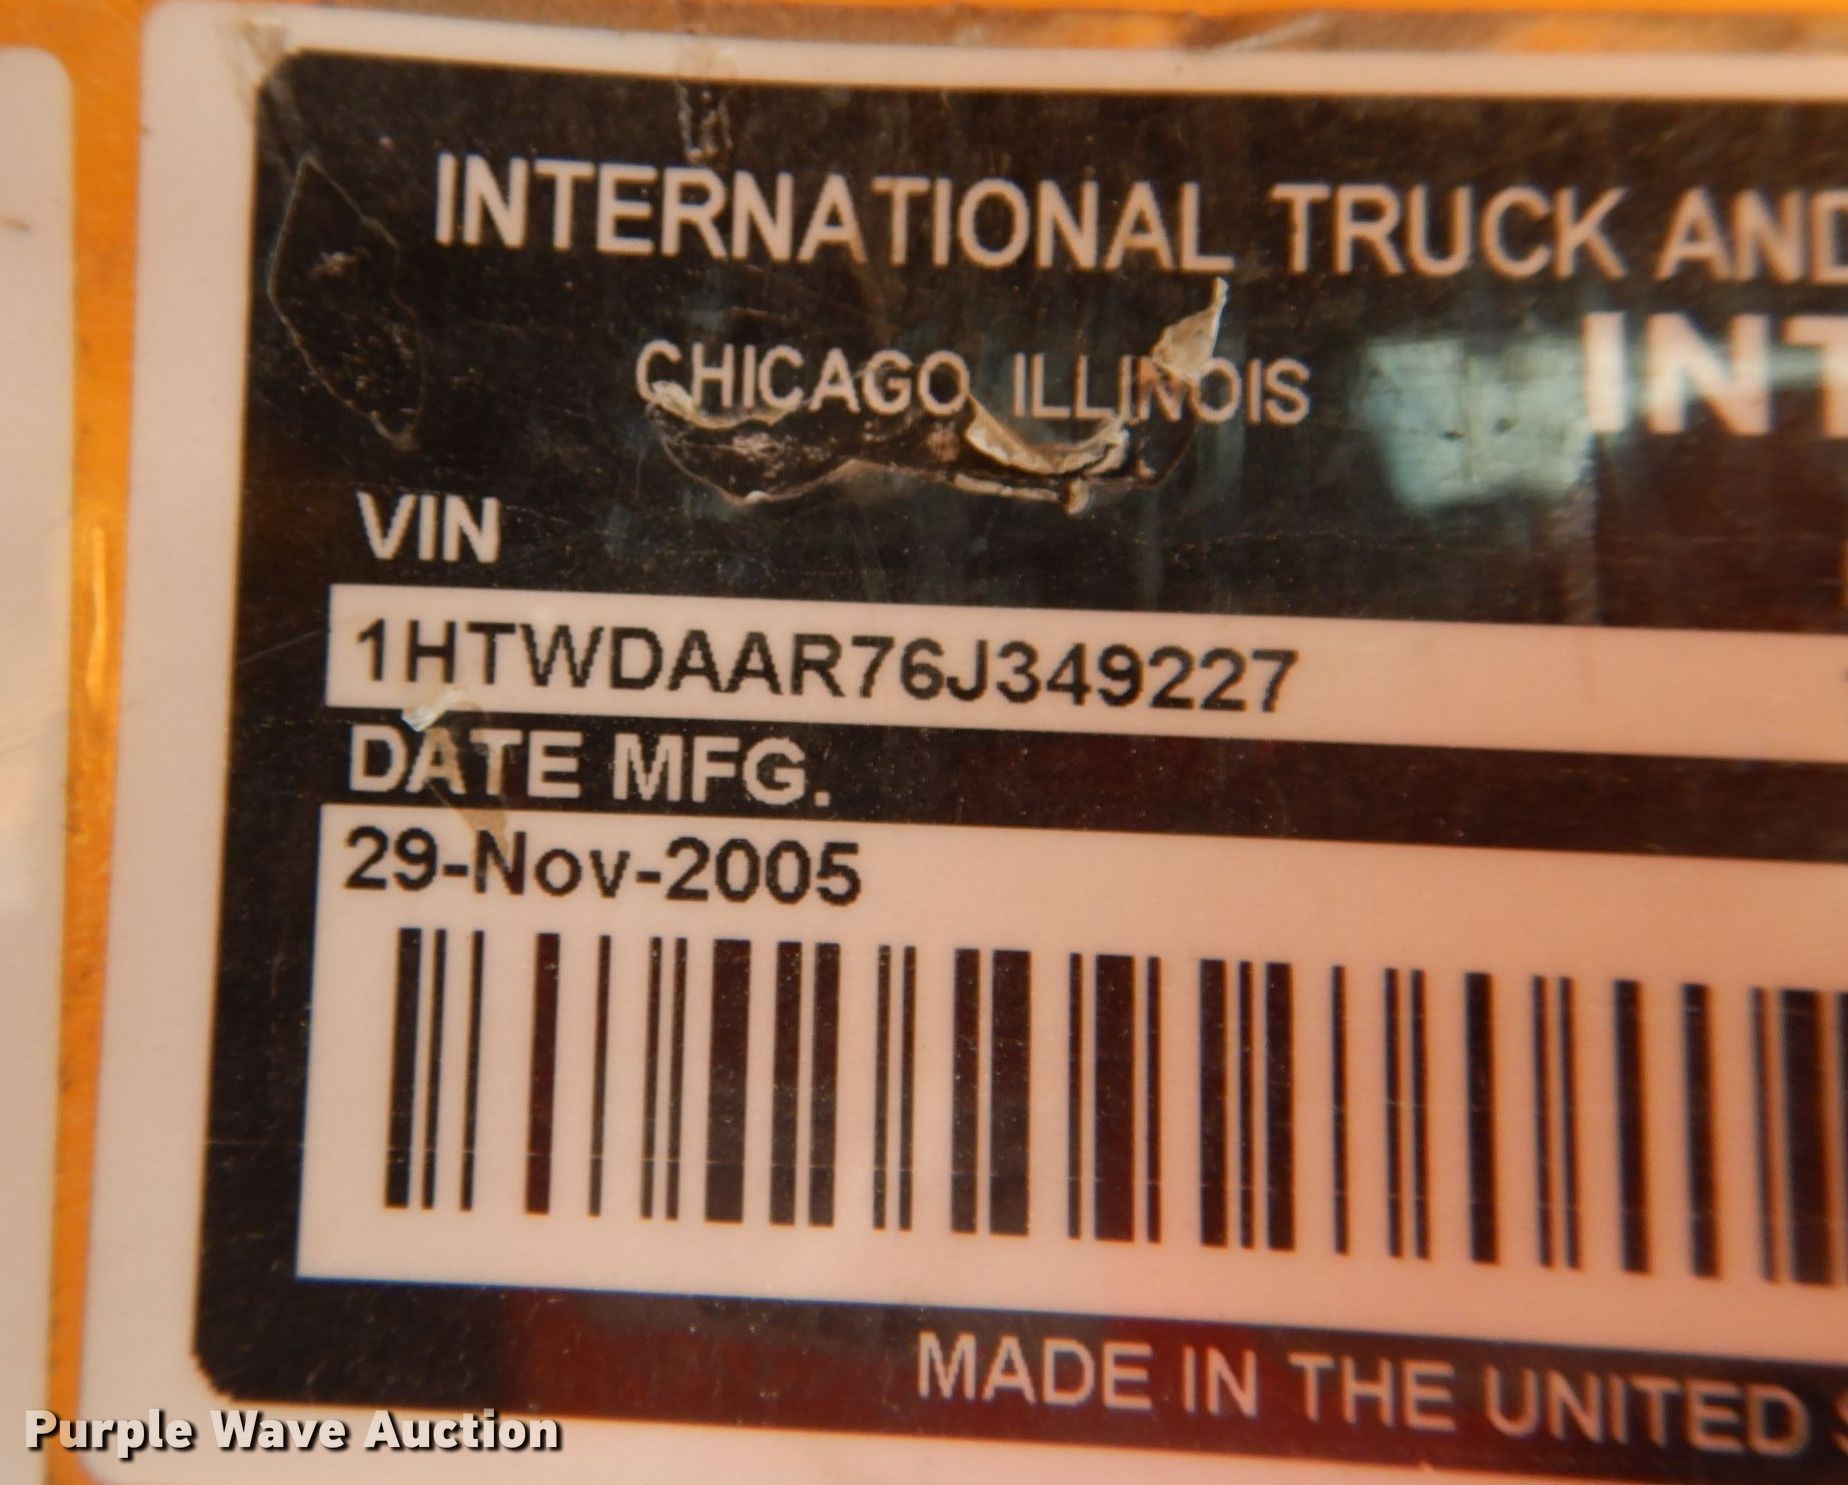 INTERNATIONAL TRUCK AND
CHICAGO, ILLINOIS
INT
VIN
1HTWDAAR76J349227
DATE MFG.
29-Nov-2005
MADE IN THE UNITED
Purple Wave Auction